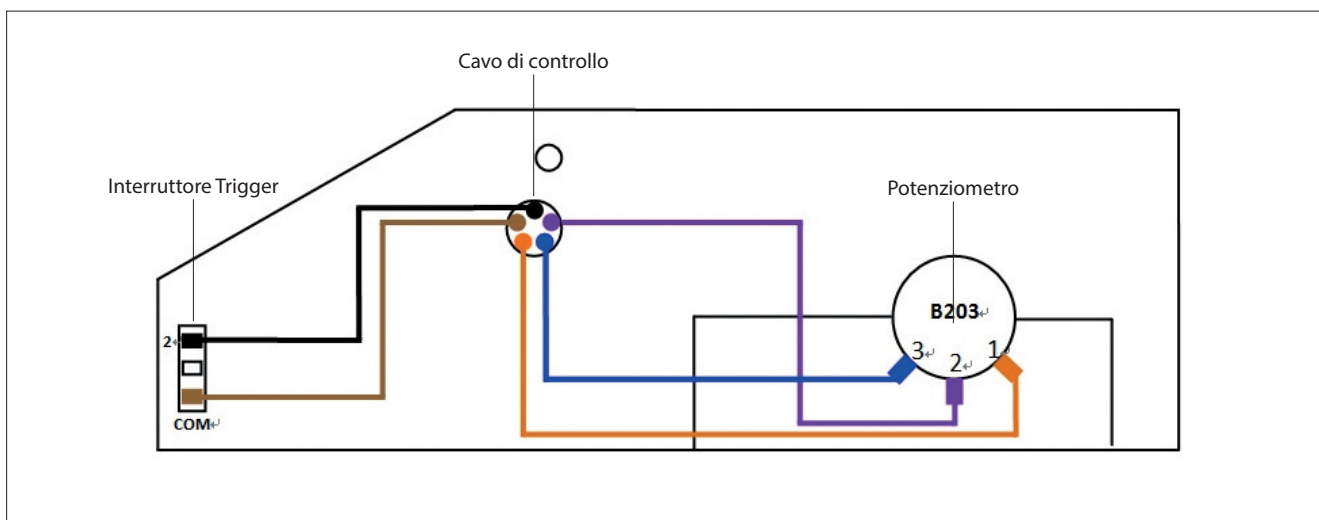 Cavo di controllo
Interruttore Trigger
Potenziometro
B203↵
3↵
2↵
1↵
2↵
COM↵